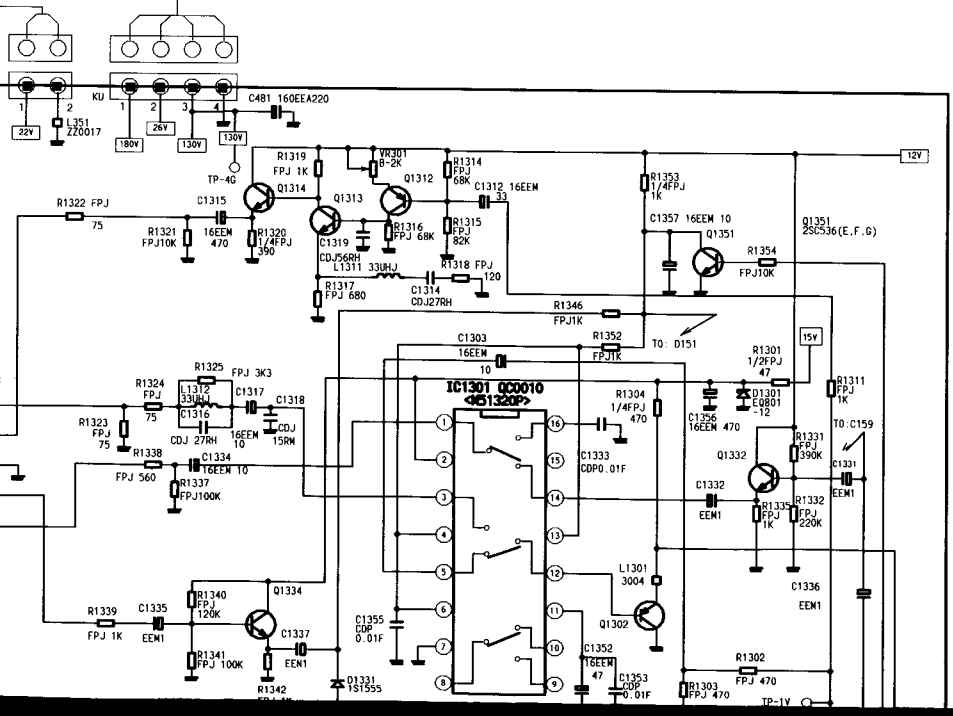 KU
1
2
1
2
3
4
C481 160EEA220
L351
ZZ0017
22V
180V
26V
130V
130V
TP-4G
12V
R1319
FPJ 1K
VR301
B-2K
R1314
FPJ
68K
Q1314
Q1313
Q1312
C1312 16EEM
33
R1353
1/4FPJ
1K
R1322 FPJ
75
C1315
16EEM
470
R1321
FPJ10K
R1320
1/4FPJ
390
C1319
CDJ56RH
R1316
FPJ 68K
R1315
FPJ
82K
C1357 16EEM 10
Q1351
Q1351
2SC536(E,F,G)
R1354
FPJ10K
L1311 33UHJ
R1318 FPJ
120
C1314
CDJ27RH
R1317
FPJ 680
R1346
FPJ1K
TO: D151
C1303
16EEM
10
R1352
FPJ1K
15V
R1301
1/2FPJ
47
R1325
FPJ 3K3
L1312
33UHJ
C1316
CDJ 27RH
R1324
FPJ
75
C1317
16EEM
10
C1318
CDJ
15RM
R1323
FPJ
75
IC1301 QC0010
<M51320P>
R1304
1/4FPJ
470
C1356
16EEM 470
D1301
EQB01
-12
R1311
FPJ
1K
TO:C159
R1338
FPJ 560
C1334
16EEM 10
R1337
FPJ100K
1
2
3
4
5
6
7
8
16
15
14
13
12
11
10
9
C1333
CDP0.01F
C1332
EEM1
Q1332
R1331
FPJ
390K
C1331
EEM1
R1335
FPJ
1K
R1332
FPJ
220K
L1301
3004
Q1302
C1336
EEM1
R1339
FPJ 1K
C1335
EEM1
R1340
FPJ
120K
R1341
FPJ 100K
Q1334
C1337
EEN1
R1342
D1331
1S1555
C1355
CDP
0.01F
C1352
16EEM
47
C1353
CDP
0.01F
R1302
FPJ 470
R1303
FPJ 470
TP-1V